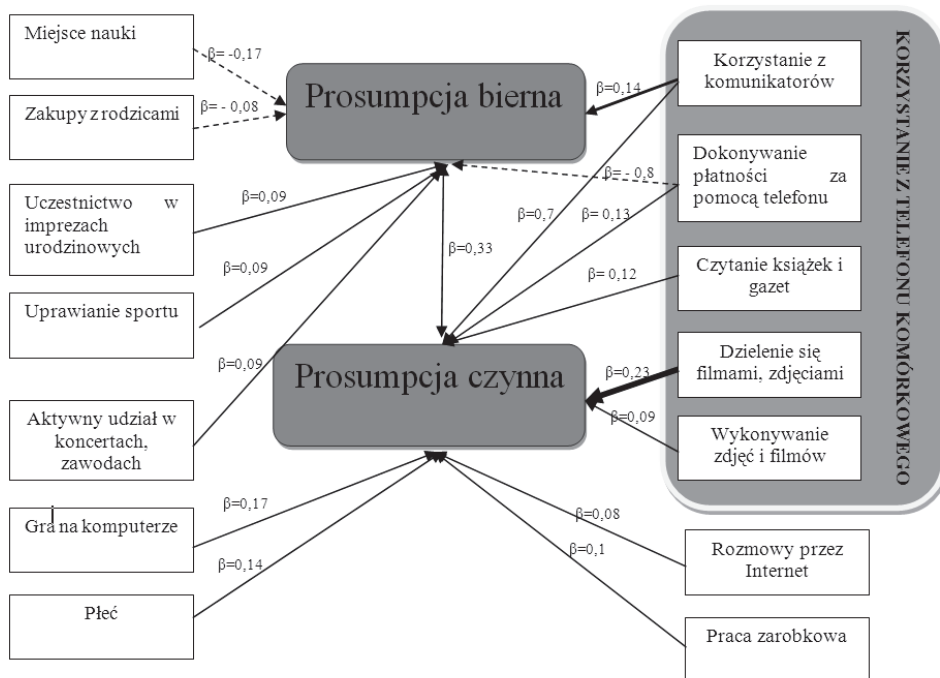 Miejsce nauki
β= -0,17
Zakupy z rodzicami
β= - 0,08
Uczestnictwo w
imprezach
urodzinowych
β=0,09
Uprawianie sportu
β=0,09
Aktywny udział w
koncertach,
zawodach
β=0,09
Gra na komputerze
β=0,17
Płeć
β=0,14
Prosumpcja bierna
β=0,33
Prosumpcja czynna
β=0,14
β= - 0,8
β=0,7
β= 0,13
β= 0,12
β=0,23
β=0,09
β=0,08
β=0,1
Korzystanie z
komunikatorów
Dokonywanie
płatności za
pomocą telefonu
Czytanie książek i
gazet
Dzielenie się
filmami, zdjęciami
Wykonywanie
zdjęć i filmów
KORZYSTANIE Z TELEFONU KOMÓRKOWEGO
Rozmowy przez
Internet
Praca zarobkowa